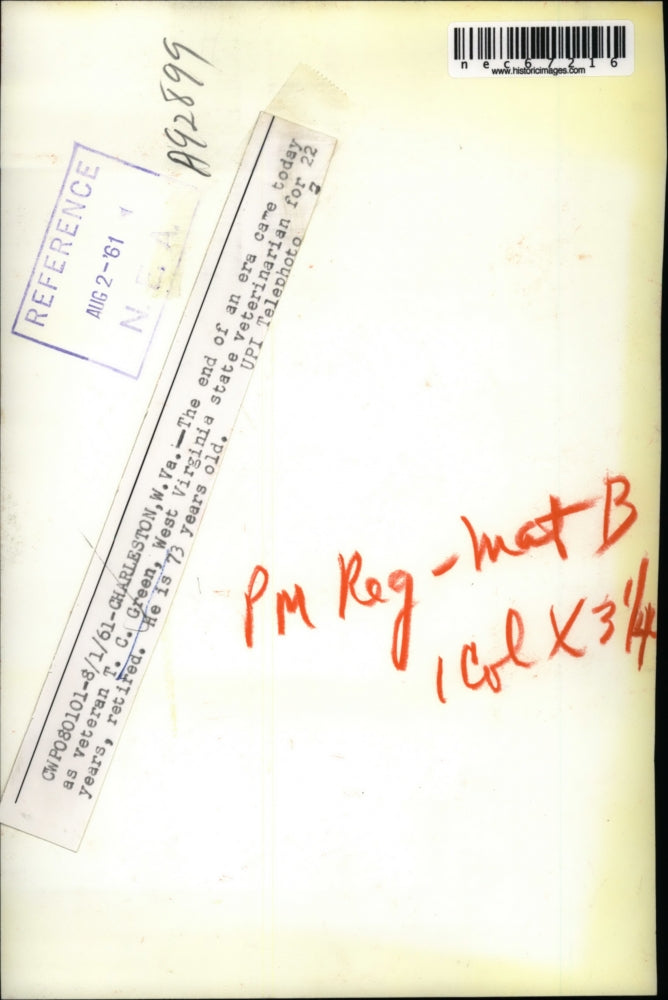 nec67216
www.historicimages.com
A92899
REFERENCE
AUG 2-'61
N. E. A.
CWP080101-8/1/61-CHARLESTON,W.Va.—The end of an era came today
as veteran T. C. Green, West Virginia state veterinarian for 22
years, retired. He is 73 years old.
UPI Telephoto
PM Reg - Mat B
1 Col X 3 1/4